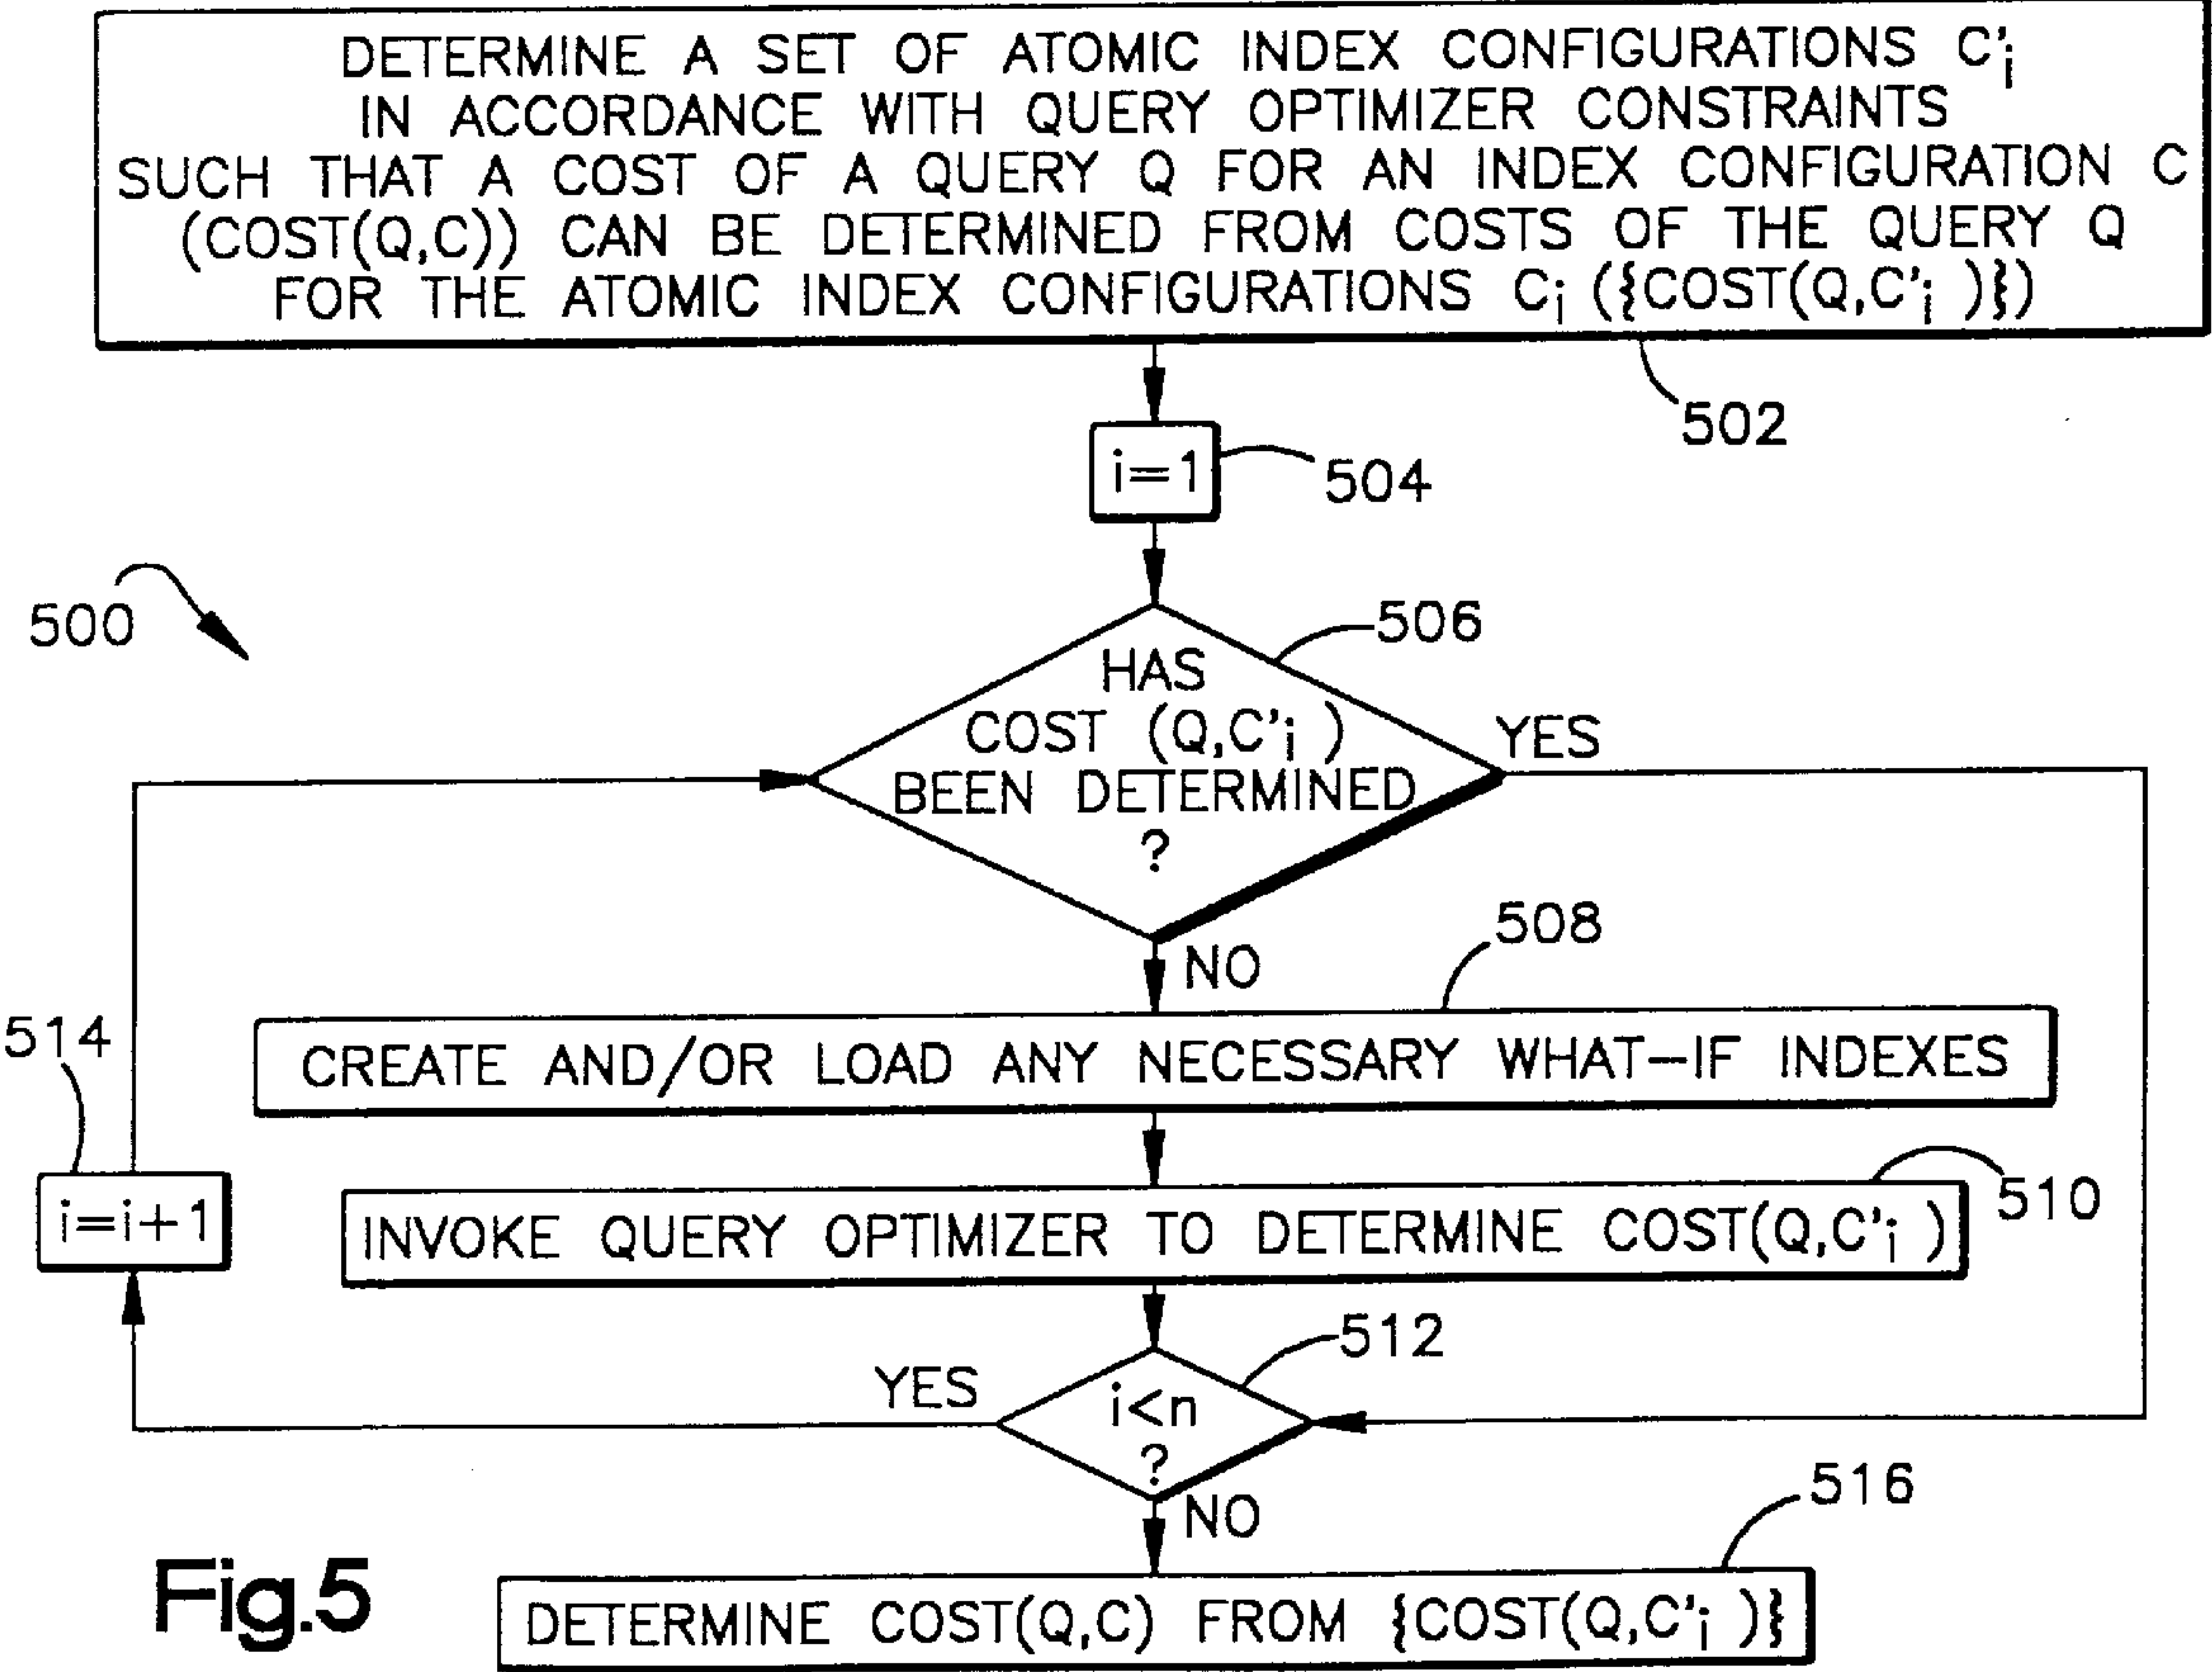 DETERMINE A SET OF ATOMIC INDEX CONFIGURATIONS C'i
IN ACCORDANCE WITH QUERY OPTIMIZER CONSTRAINTS
SUCH THAT A COST OF A QUERY Q FOR AN INDEX CONFIGURATION C
(COST(Q,C)) CAN BE DETERMINED FROM COSTS OF THE QUERY Q
FOR THE ATOMIC INDEX CONFIGURATIONS Ci ({COST(Q,C'i )})
502
i=1
504
500
506
HAS
COST (Q,C'i )
BEEN DETERMINED
?
YES
NO
508
CREATE AND/OR LOAD ANY NECESSARY WHAT-IF INDEXES
514
i=i+1
510
INVOKE QUERY OPTIMIZER TO DETERMINE COST(Q,C'i )
512
i<n
?
YES
NO
516
DETERMINE COST(Q,C) FROM {COST(Q,C'i )}
Fig.5